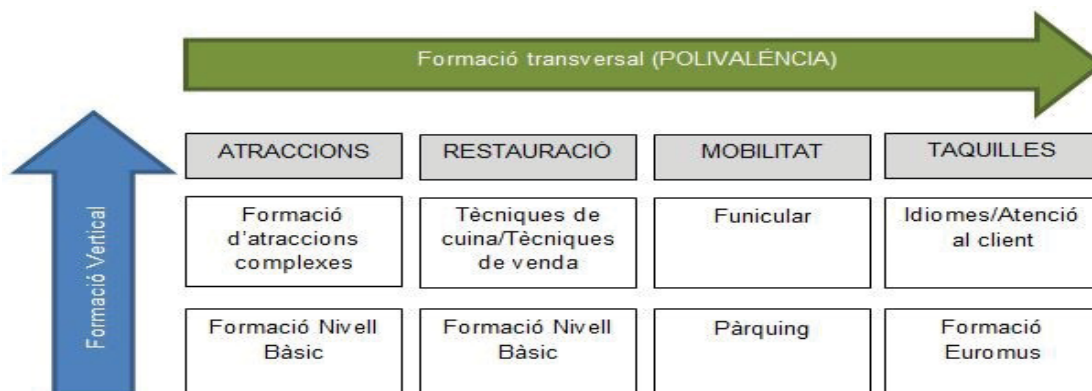 Formació transversal (POLIVALÉNCIA)
Formació Vertical
ATRACCIONS
RESTAURACIÓ
MOBILITAT
TAQUILLES
Formació
d'atraccions
complexes
Tècniques de
cuina/Tècniques
de venda
Funicular
Idiomes/Atenció
al client
Formació Nivell
Bàsic
Formació Nivell
Bàsic
Pàrquing
Formació
Euromus